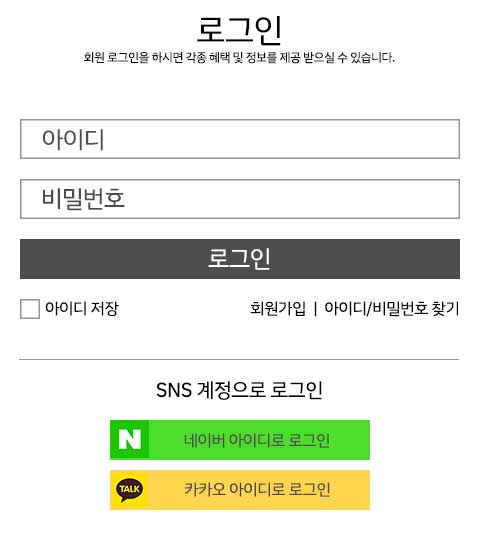 로그인
회원 로그인을 하시면 각종 혜택 및 정보를 제공 받으실 수 있습니다.
아이디
비밀번호
로그인
아이디 저장
회원가입 | 아이디/비밀번호 찾기
SNS 계정으로 로그인
N 네이버 아이디로 로그인
TALK 카카오 아이디로 로그인